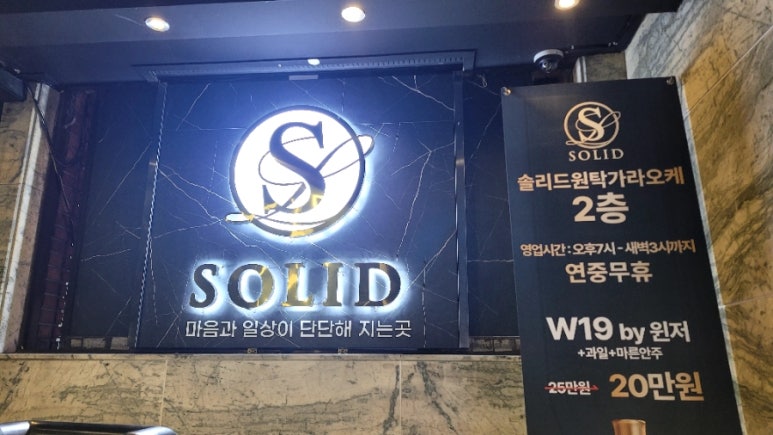 S
SOLID
마음과 일상이 단단해 지는곳
S
SOLID
솔리드원탁가라오케
2층
영업시간 : 오후7시 - 새벽3시까지
연중무휴
W19 by 윈저
+과일+마른안주
25만원 20만원